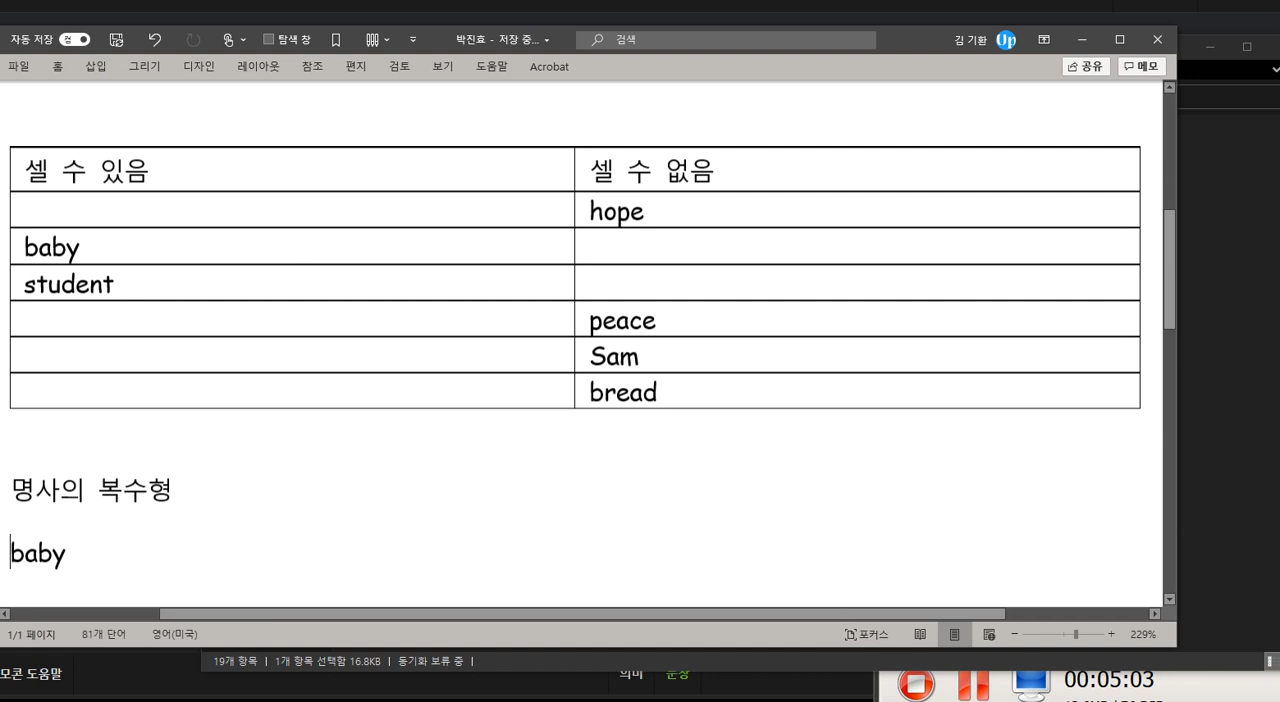 자동 저장 컴 탐색 창 박진효 - 저장 중... 검색 김 기환 Up
파일 홈 삽입 그리기 디자인 레이아웃 참조 편지 검토 보기 도움말 Acrobat 공유 메모
셀 수 있음 셀 수 없음
hope
baby
student
peace
Sam
bread
명사의 복수형
baby
1/1 페이지 81개 단어 영어(미국) 포커스 229%
19개 항목 1개 항목 선택함 16.8KB 동기화 보류 중
모콘 도움말 의미 문장
00:05:03